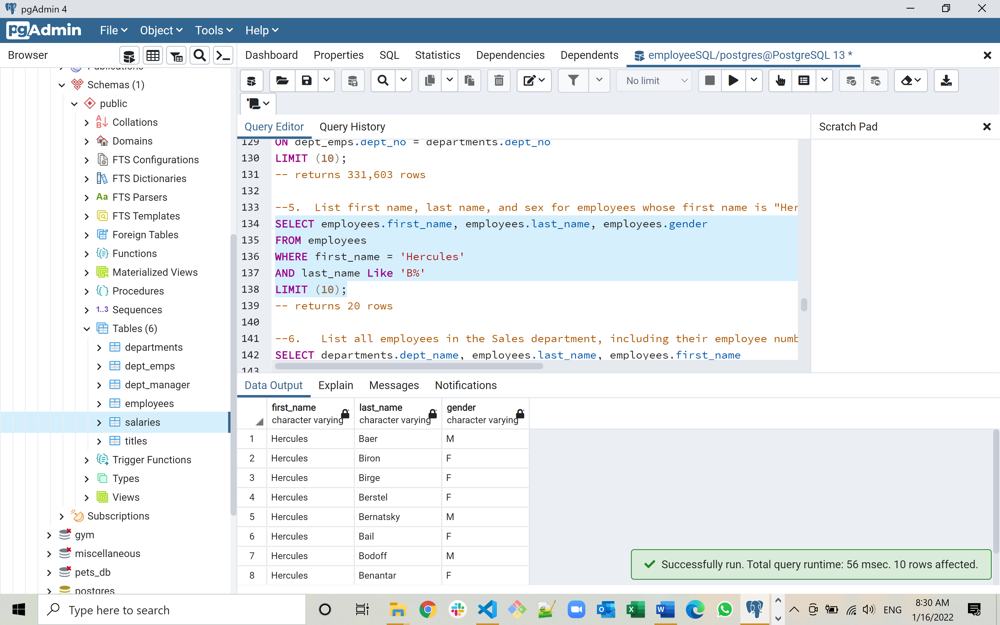 pgAdmin 4
pgAdmin File Object Tools Help
Browser
Dashboard Properties SQL Statistics Dependencies Dependents employeeSQL/postgres@PostgreSQL 13 *
No limit
Publications
Schemas (1)
public
Collations
Domains
FTS Configurations
FTS Dictionaries
Aa FTS Parsers
FTS Templates
Foreign Tables
Functions
Materialized Views
Procedures
1..3 Sequences
Tables (6)
departments
dept_emps
dept_manager
employees
salaries
titles
Trigger Functions
Types
Views
Subscriptions
gym
miscellaneous
pets_db
postgres
Query Editor Query History
Scratch Pad
129 ON dept_emps.dept_no = departments.dept_no
130 LIMIT (10);
131 -- returns 331,603 rows
132
133 --5.  List first name, last name, and sex for employees whose first name is "Her
134 SELECT employees.first_name, employees.last_name, employees.gender
135 FROM employees
136 WHERE first_name = 'Hercules'
137 AND last_name Like 'B%'
138 LIMIT (10);
139 -- returns 20 rows
140
141 --6.   List all employees in the Sales department, including their employee numb
142 SELECT departments.dept_name, employees.last_name, employees.first_name
143
Data Output Explain Messages Notifications
first_name last_name gender
character varying character varying character varying
1 Hercules Baer M
2 Hercules Biron F
3 Hercules Birge F
4 Hercules Berstel F
5 Hercules Bernatsky M
6 Hercules Bail F
7 Hercules Bodoff M
8 Hercules Benantar F
Successfully run. Total query runtime: 56 msec. 10 rows affected.
Type here to search
ENG
8:30 AM
1/16/2022